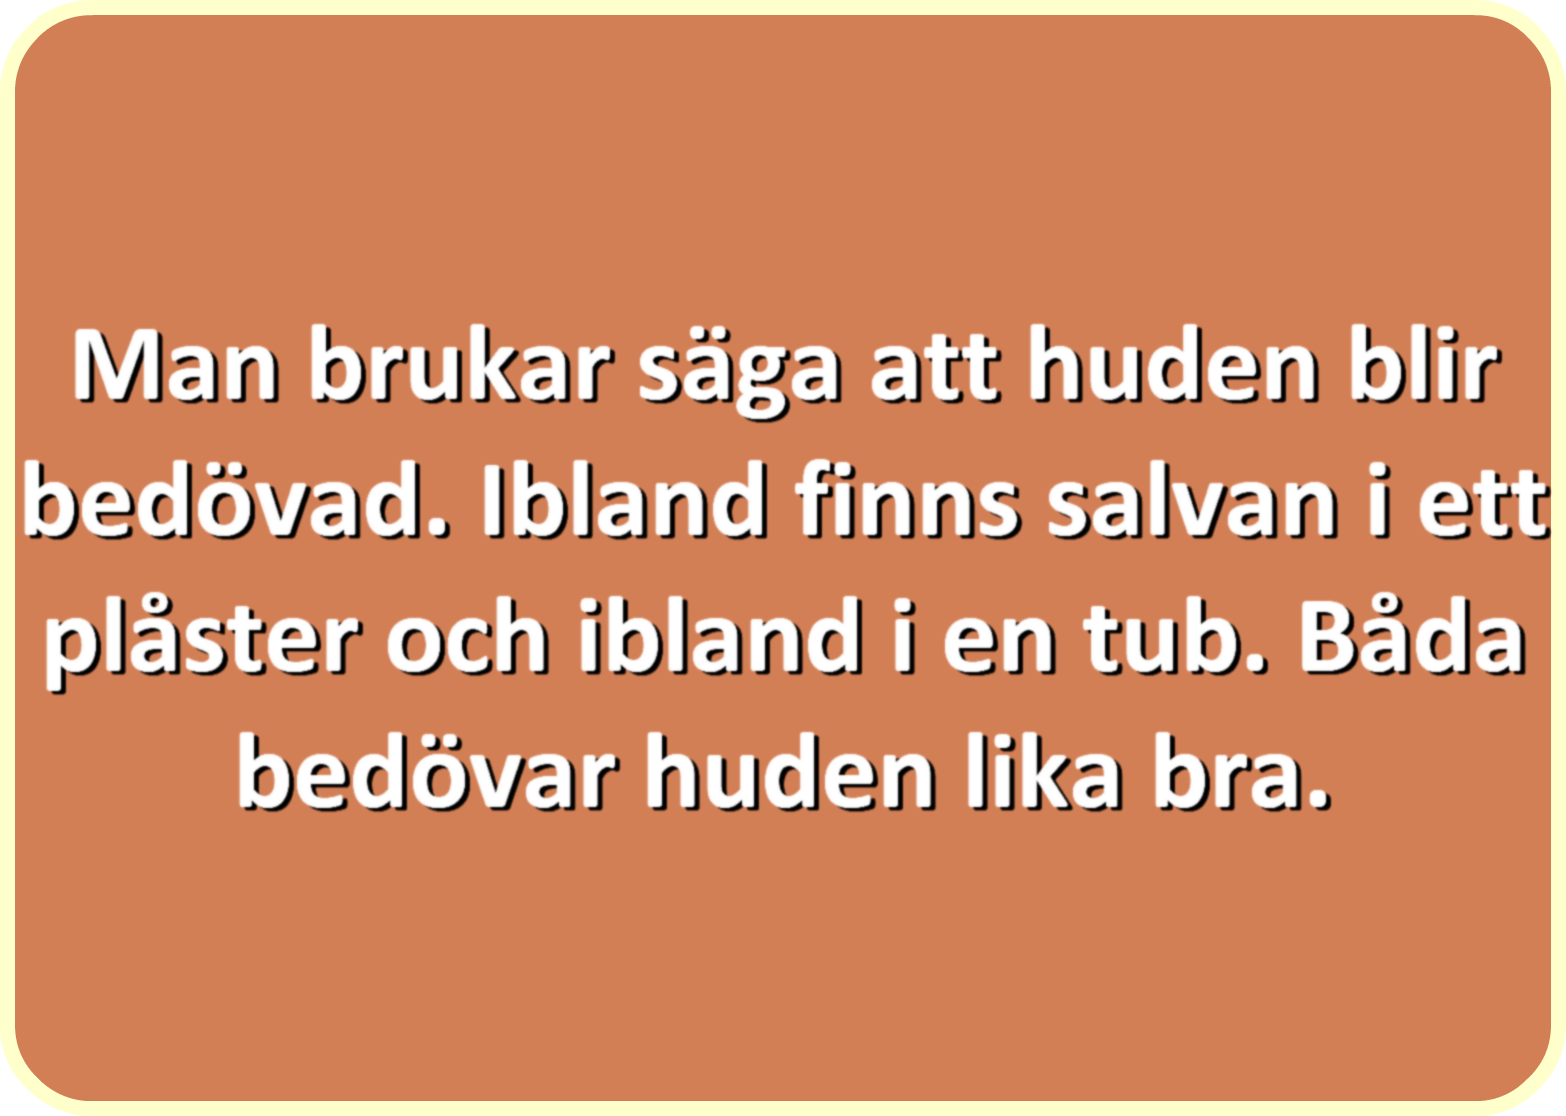 Man brukar säga att huden blir
bedövad. Ibland finns salvan i ett
plåster och ibland i en tub. Båda
bedövar huden lika bra.